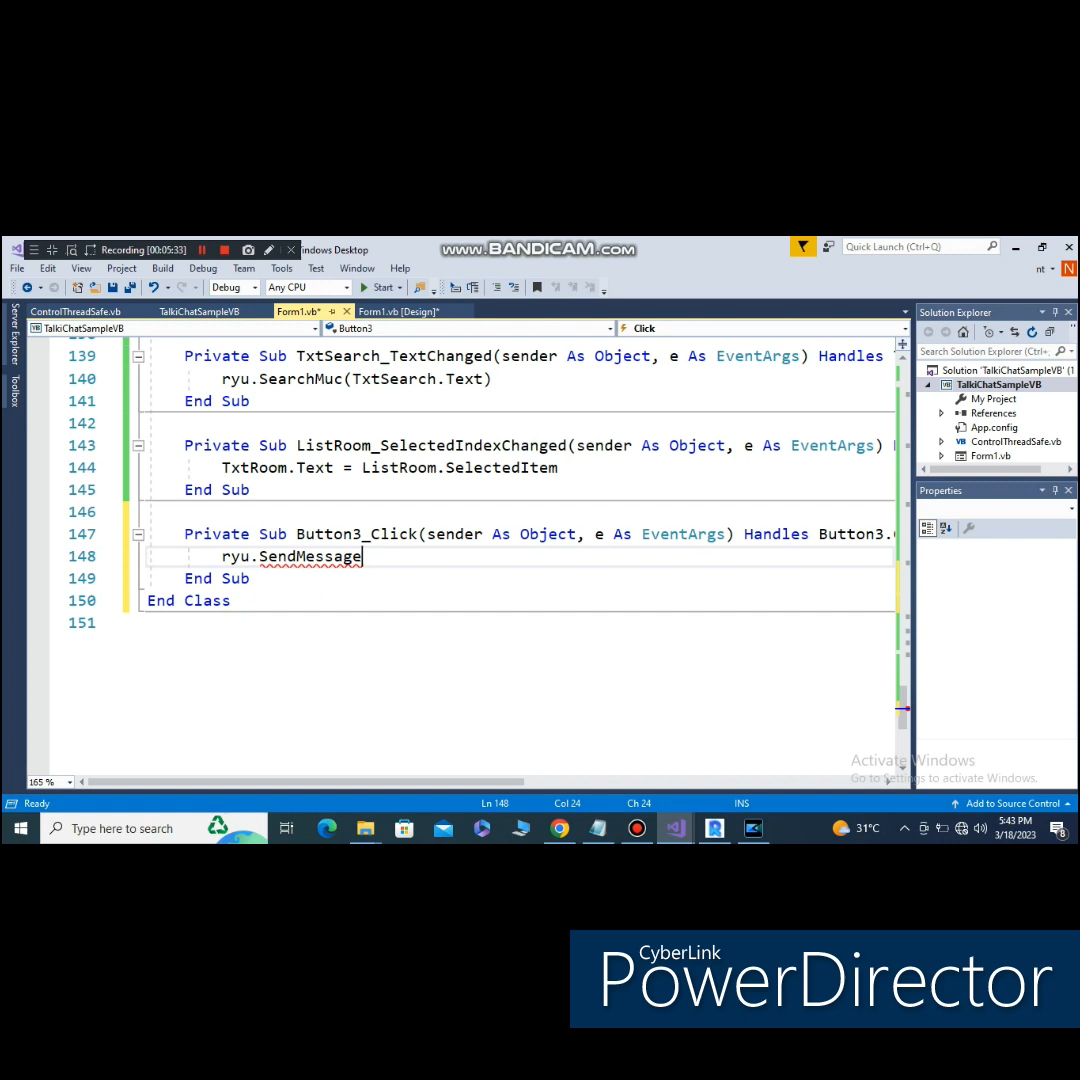 Recording [00:05:33]
indows Desktop
www.BANDICAM.com
Quick Launch (Ctrl+Q)
File Edit View Project Build Debug Team Tools Test Window Help
nt
N
Debug
Any CPU
Start
ControlThreadSafe.vb
TalkiChatSampleVB
Form1.vb*
Form1.vb [Design]*
Solution Explorer
Server Explorer
Toolbox
TalkiChatSampleVB
Button3
Click
139 Private Sub TxtSearch_TextChanged(sender As Object, e As EventArgs) Handles
140 ryu.SearchMuc(TxtSearch.Text)
141 End Sub
142
143 Private Sub ListRoom_SelectedIndexChanged(sender As Object, e As EventArgs)
144 TxtRoom.Text = ListRoom.SelectedItem
145 End Sub
146
147 Private Sub Button3_Click(sender As Object, e As EventArgs) Handles Button3.
148 ryu.SendMessage
149 End Sub
150 End Class
151
Search Solution Explorer (Ctrl+;
Solution 'TalkiChatSampleVB' (1
TalkiChatSampleVB
My Project
References
App.config
ControlThreadSafe.vb
Form1.vb
Properties
Activate Windows
Go to Settings to activate Windows.
165 %
Ready
Ln 148
Col 24
Ch 24
INS
Add to Source Control
Type here to search
31°C
5:43 PM
3/18/2023
8
CyberLink
PowerDirector